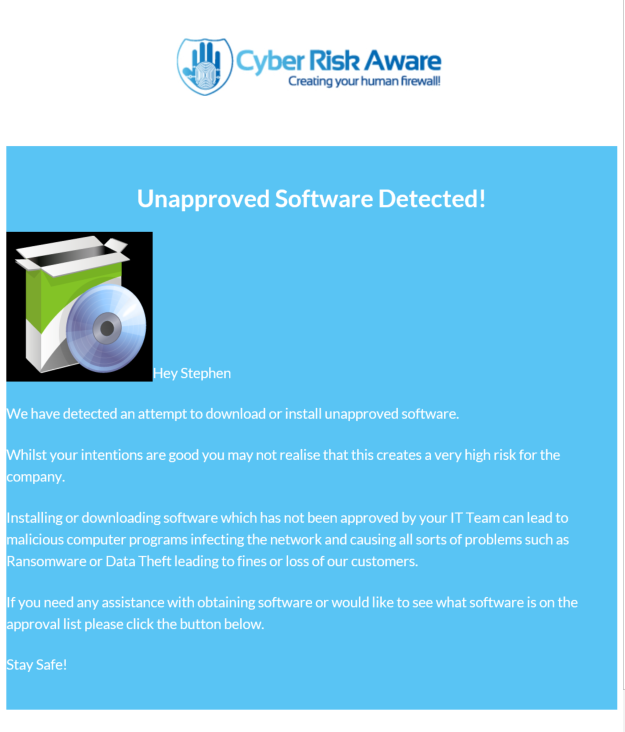 Cyber Risk Aware
Creating your human firewall!
Unapproved Software Detected!
Hey Stephen
We have detected an attempt to download or install unapproved software.
Whilst your intentions are good you may not realise that this creates a very high risk for the
company.
Installing or downloading software which has not been approved by your IT Team can lead to
malicious computer programs infecting the network and causing all sorts of problems such as
Ransomware or Data Theft leading to fines or loss of our customers.
If you need any assistance with obtaining software or would like to see what software is on the
approval list please click the button below.
Stay Safe!